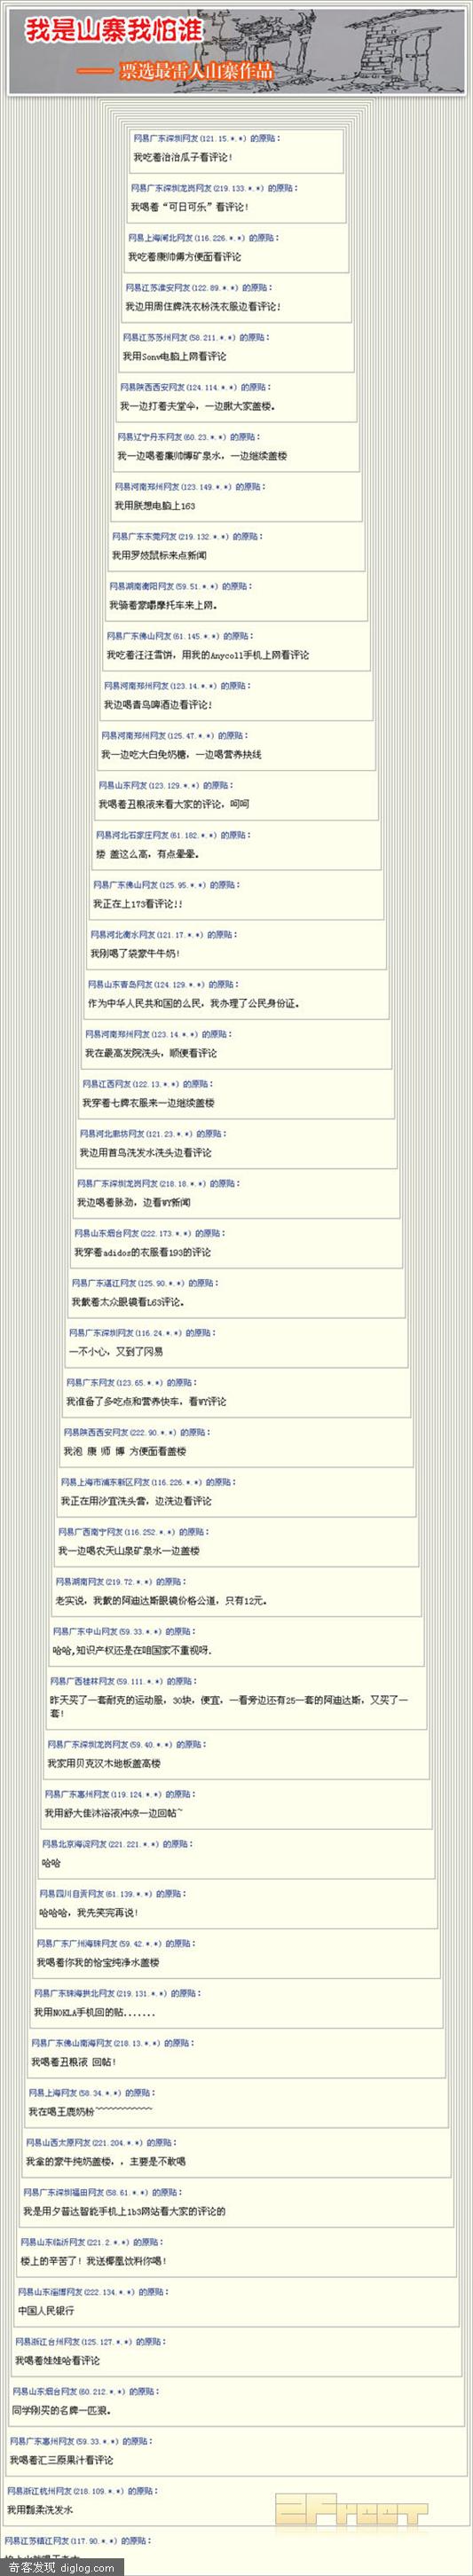 我是山寨我怕谁
—— 票选最雷人山寨作品
网易广东深圳网友(121.15.*.*) 的原贴：
我吃着治治瓜子看评论!
网易广东深圳龙岗网友(219.133.*.*) 的原贴：
我喝着“可日可乐”看评论!
网易上海闸北网友(116.226.*.*) 的原贴：
我吃着康帅傅方便面看评论
网易江苏淮安网友(122.89.*.*) 的原贴：
我边用周住牌洗衣粉洗衣服边看评论!
网易江苏苏州网友(58.211.*.*) 的原贴：
我用Sonw电脑上网看评论
网易陕西西安网友(124.114.*.*) 的原贴：
我一边打着夫堂伞，一边瞅大家盖楼。
网易辽宁丹东网友(60.23.*.*) 的原贴：
我一边喝着廉帅博矿泉水，一边继续盖楼
网易河南郑州网友(123.149.*.*) 的原贴：
我用朕想电脑上163
网易广东东莞网友(219.132.*.*) 的原贴：
我用罗妓鼠标来点新闻
网易湖南衡阳网友(59.51.*.*) 的原贴：
我骑着家嚼摩托车来上网。
网易广东佛山网友(61.145.*.*) 的原贴：
我吃着汪汪雪饼，用我的Anycoll手机上网看评论
网易河南郑州网友(123.14.*.*) 的原贴：
我边喝青鸟啤酒边看评论!
网易河南郑州网友(125.47.*.*) 的原贴：
我一边吃大白免奶糖，一边喝营养抉线
网易山东网友(123.129.*.*) 的原贴：
我喝着丑粮液来看大家的评论，呵呵
网易河北石家庄网友(61.182.*.*) 的原贴：
搂 盖这么高，有点晕晕。
网易广东佛山网友(125.95.*.*) 的原贴：
我正在上173看评论!!
网易河北衡水网友(121.17.*.*) 的原贴：
我刚喝了袋蒙牛牛奶!
网易山东青岛网友(124.129.*.*) 的原贴：
作为中华人民共和国的么民，我办理了公民身份证。
网易河南郑州网友(123.14.*.*) 的原贴：
我在最高发院洗头，顺便看评论
网易江西网友(122.13.*.*) 的原贴：
我穿着七牌衣服来一边继续盖楼
网易河北廊坊网友(121.23.*.*) 的原贴：
我边用首鸟洗发水洗头边看评论
网易广东深圳龙岗网友(218.18.*.*) 的原贴：
我边喝着脉劲，边看WY新闻
网易山东烟台网友(222.173.*.*) 的原贴：
我穿着adidos的衣服看193的评论
网易广东湛江网友(125.90.*.*) 的原贴：
我戴着太众眼镜看L63评论。
网易广东深圳网友(116.24.*.*) 的原贴：
一不小心，又到了冈易
网易广东网友(123.65.*.*) 的原贴：
我准备了多吃点和营养快车，看WY评论
网易陕西西安网友(222.90.*.*) 的原贴：
我泡 康 师 博 方便面看盖楼
网易上海市浦东新区网友(116.226.*.*) 的原贴：
我正在用沙宜洗头膏，边洗边看评论
网易广西南宁网友(116.252.*.*) 的原贴：
我一边喝农天山泉矿泉水一边盖楼
网易湖南网友(219.72.*.*) 的原贴：
老实说，我戴的阿迪达斯眼镜价格公道，只有12元。
网易广东中山网友(59.33.*.*) 的原贴：
哈哈,知识产权还是在咱国家不重视呀.
网易广西桂林网友(59.111.*.*) 的原贴：
昨天买了一套耐克的运动服，30块，便宜，一看旁边还有25一套的阿迪达斯，又买了一
套!
网易广东深圳龙岗网友(59.40.*.*) 的原贴：
我家用贝克汉木地板盖高楼
网易广东惠州网友(119.124.*.*) 的原贴：
我用舒大佳沐浴液冲凉一边回帖~
网易北京海淀网友(221.221.*.*) 的原贴：
哈哈
网易四川自贡网友(61.139.*.*) 的原贴：
哈哈哈，我先笑完再说!
网易广东广州海珠网友(59.42.*.*) 的原贴：
我喝着你我的恰宝纯净水盖楼
网易广东珠海拱北网友(219.131.*.*) 的原贴：
我用NOKLA手机回的贴.......
网易广东佛山南海网友(218.13.*.*) 的原贴：
我喝着丑粮液 回帖!
网易上海网友(58.34.*.*) 的原贴：
我在喝王鹿奶粉~~~~~~~~~~~~
网易山西太原网友(221.204.*.*) 的原贴：
我拿的蒙牛纯奶盖楼，，主要是不敢喝
网易广东深圳福田网友(58.61.*.*) 的原贴：
我是用夕普达智能手机上1b3网站看大家的评论的
网易山东临沂网友(221.2.*.*) 的原贴：
楼上的辛苦了! 我送椰凰饮料你喝!
网易山东淄博网友(222.134.*.*) 的原贴：
中国人民银行
网易浙江台州网友(125.127.*.*) 的原贴：
我喝着娃娃哈看评论
网易山东烟台网友(60.212.*.*) 的原贴：
同学刚买的名牌一匹狼。
网易广东惠州网友(59.33.*.*) 的原贴：
我喝着汇三原果汁看评论
网易浙江杭州网友(218.109.*.*) 的原贴：
我用飄柔洗发水
网易江苏镇江网友(117.90.*.*) 的原贴：
奇客发现 diglog.com